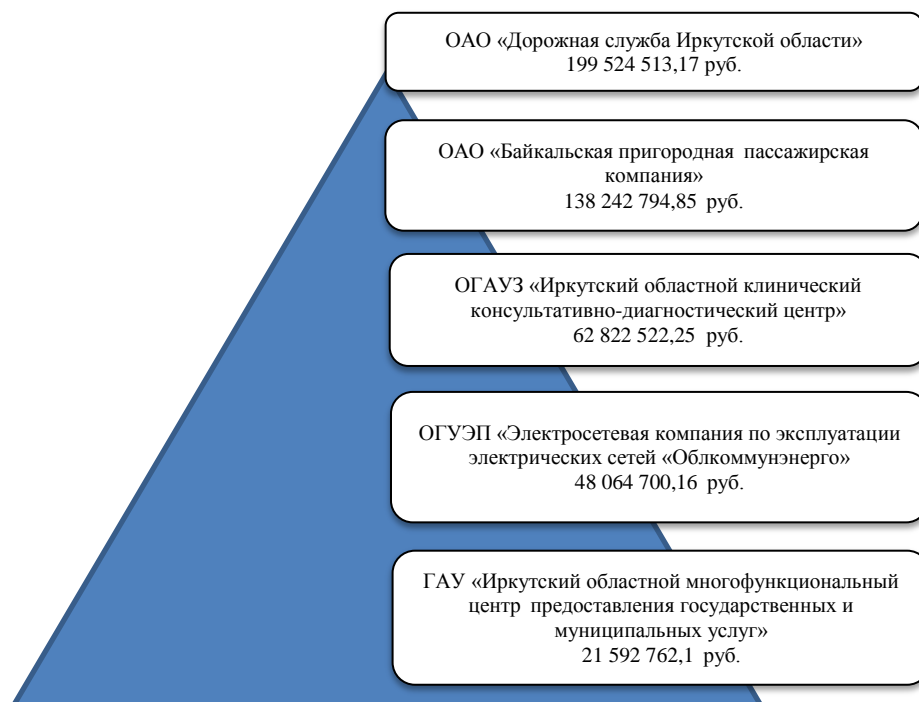 ОАО «Дорожная служба Иркутской области»
199 524 513,17 руб.
ОАО «Байкальская пригородная пассажирская
компания»
138 242 794,85 руб.
ОГАУЗ «Иркутский областной клинический
консультативно-диагностический центр»
62 822 522,25 руб.
ОГУЭП «Электросетевая компания по эксплуатации
электрических сетей «Облкоммунэнерго»
48 064 700,16 руб.
ГАУ «Иркутский областной многофункциональный
центр предоставления государственных и
муниципальных услуг»
21 592 762,1 руб.